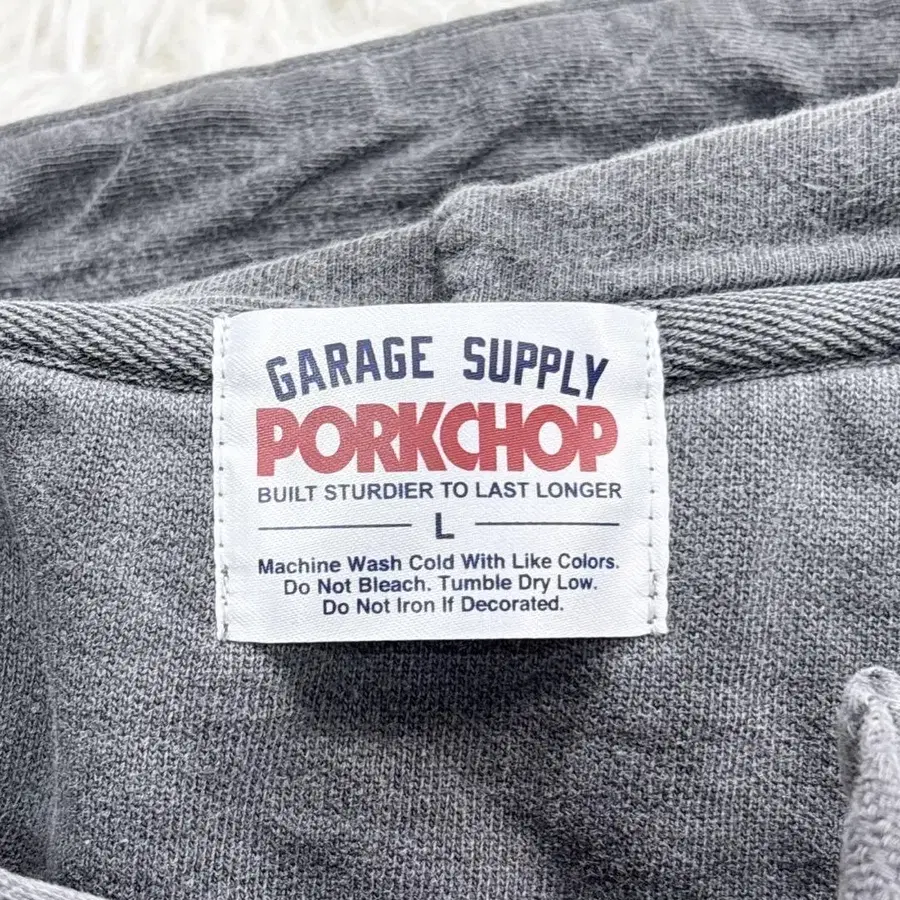 GARAGE SUPPLY
PORKCHOP
BUILT STURDIER TO LAST LONGER
L
Machine Wash Cold With Like Colors.
Do Not Bleach. Tumble Dry Low.
Do Not Iron If Decorated.